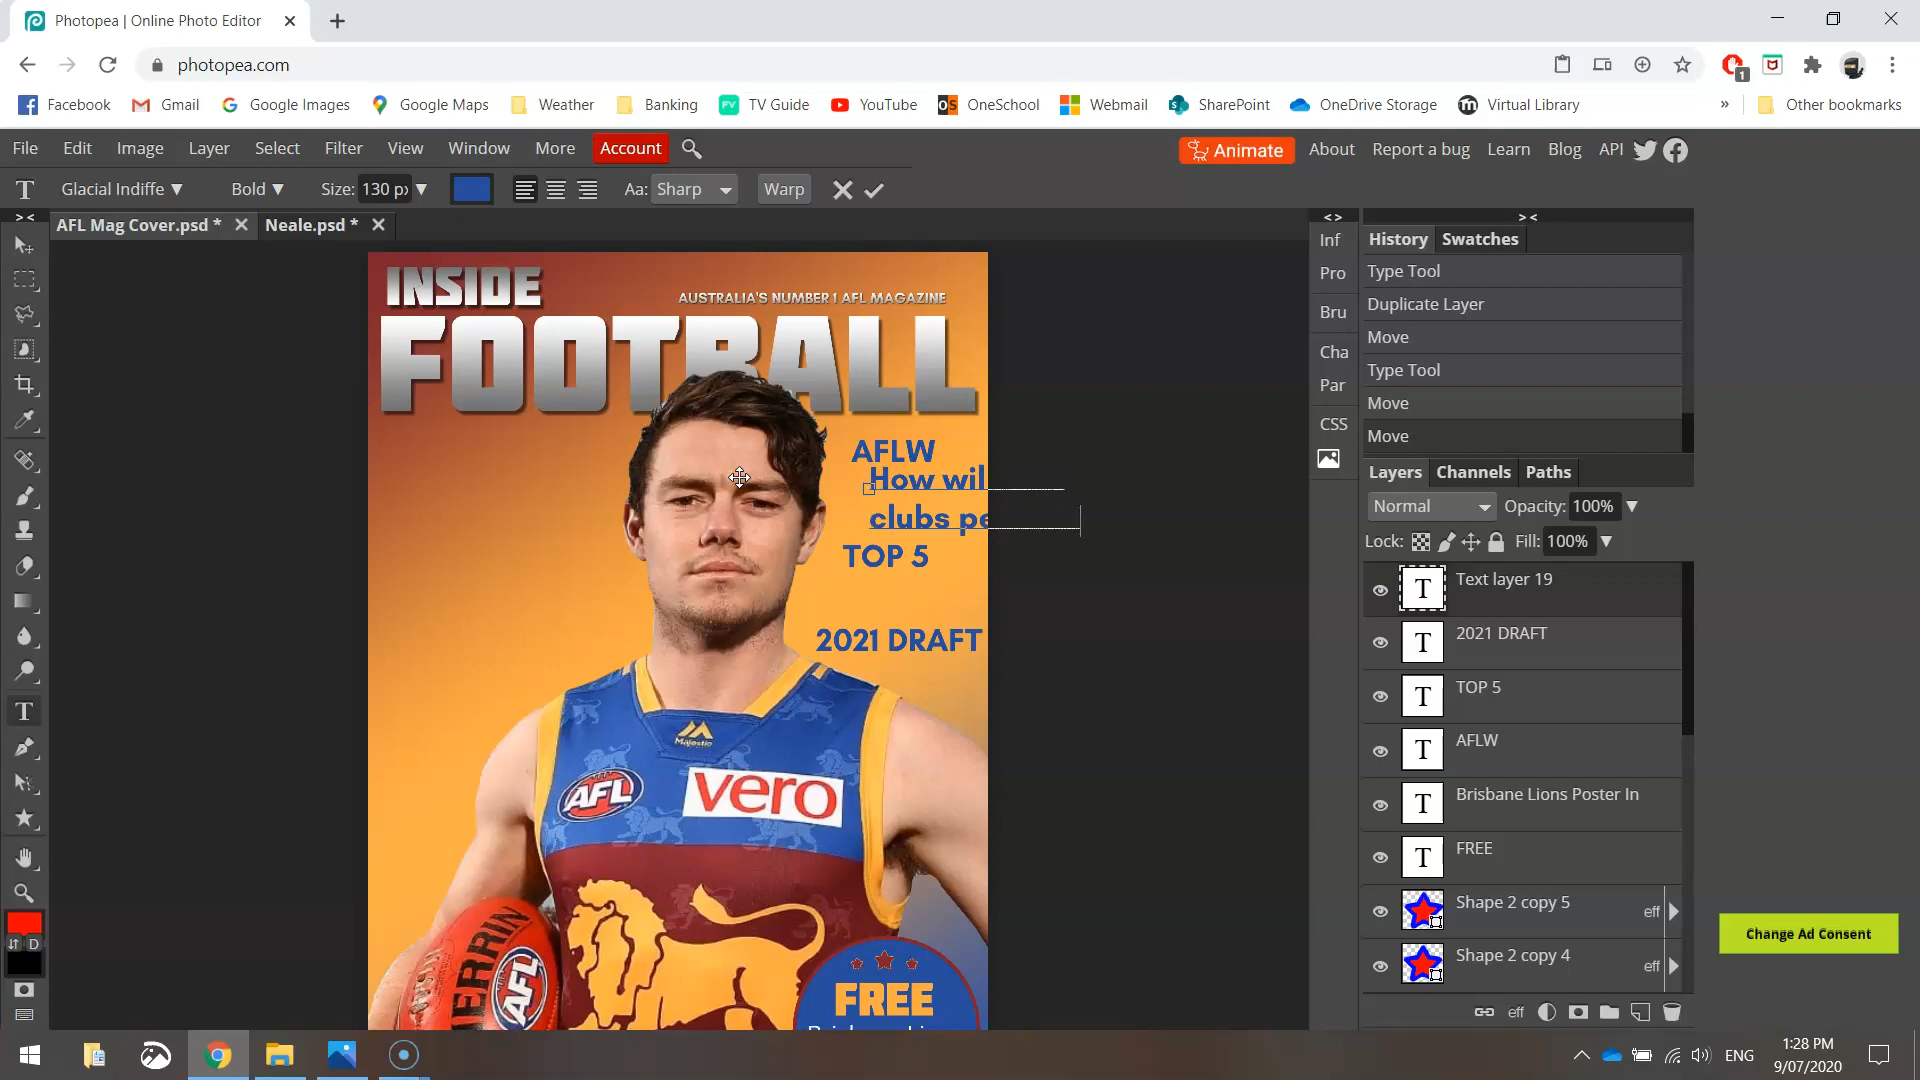 Photopea | Online Photo Editor
photopea.com
1
Facebook
Gmail
Google Images
Google Maps
Weather
Banking
TV Guide
YouTube
OneSchool
Webmail
SharePoint
OneDrive Storage
Virtual Library
»
Other bookmarks
File Edit Image Layer Select Filter View Window More Account
Animate About Report a bug Learn Blog API
T Glacial Indiffe ▼ Bold ▼ Size: 130 px ▼ Aa: Sharp Warp
> < AFL Mag Cover.psd * Neale.psd *
< > > <
Inf
Pro
Bru
Cha
Par
CSS
History Swatches
Type Tool
Duplicate Layer
Move
Type Tool
Move
Move
Layers Channels Paths
Normal Opacity: 100% ▼
Lock: Fill: 100% ▼
T Text layer 19
T 2021 DRAFT
T TOP 5
T AFLW
T Brisbane Lions Poster In
T FREE
Shape 2 copy 5 eff
Shape 2 copy 4 eff
eff
INSIDE
AUSTRALIA'S NUMBER 1 AFL MAGAZINE
FOOTBALL
AFLW
How wil
clubs pe
TOP 5
2021 DRAFT
Majestic
AFL
vero
AFL
FREE
T
D
Change Ad Consent
ENG
1:28 PM
9/07/2020